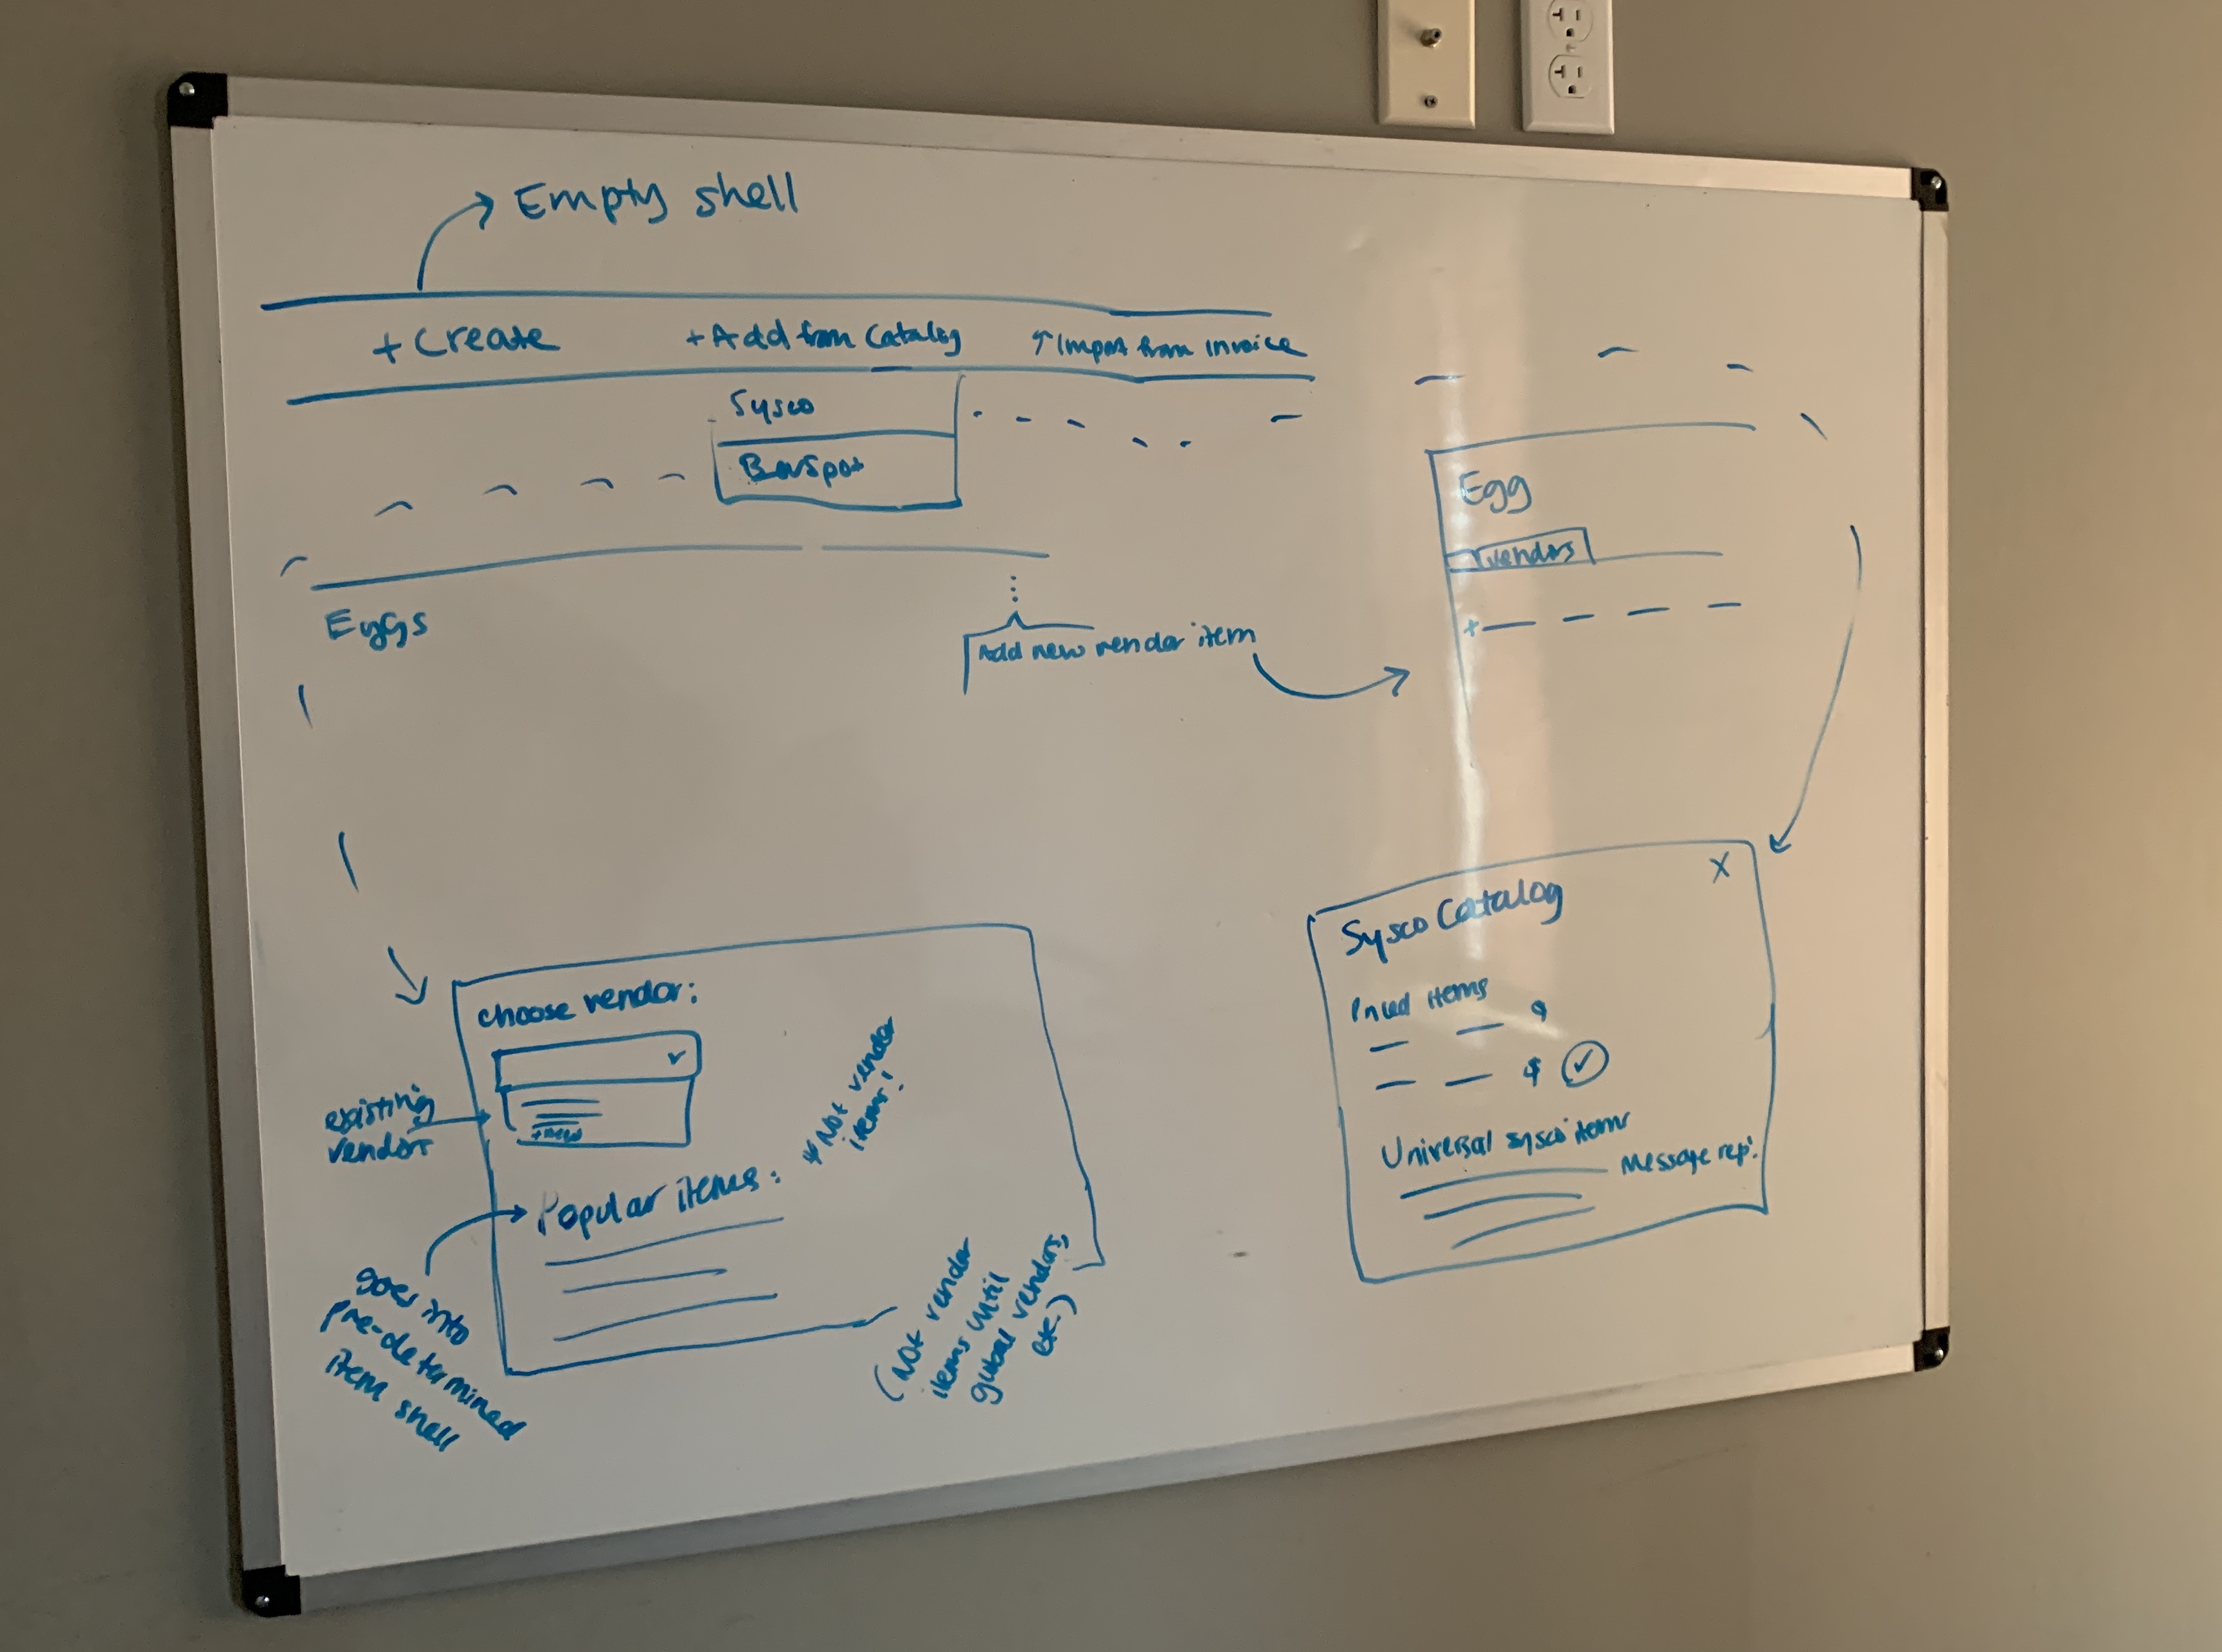 Empty shell
+ Create
+ Add from Catalog
↑ Import from invoice
Sysco
BevSpot
Eggs
Add new vendor item
Egg
vendors
+
choose vendor:
existing
vendors
+ new
* Not vendor
items!
Popular items:
Goes into
pre-determined
item shell
(Not vendor
items until
global vendors,
etc.)
X
Sysco Catalog
Priced items
$
$ ✓
Universal sysco items
Message rep.